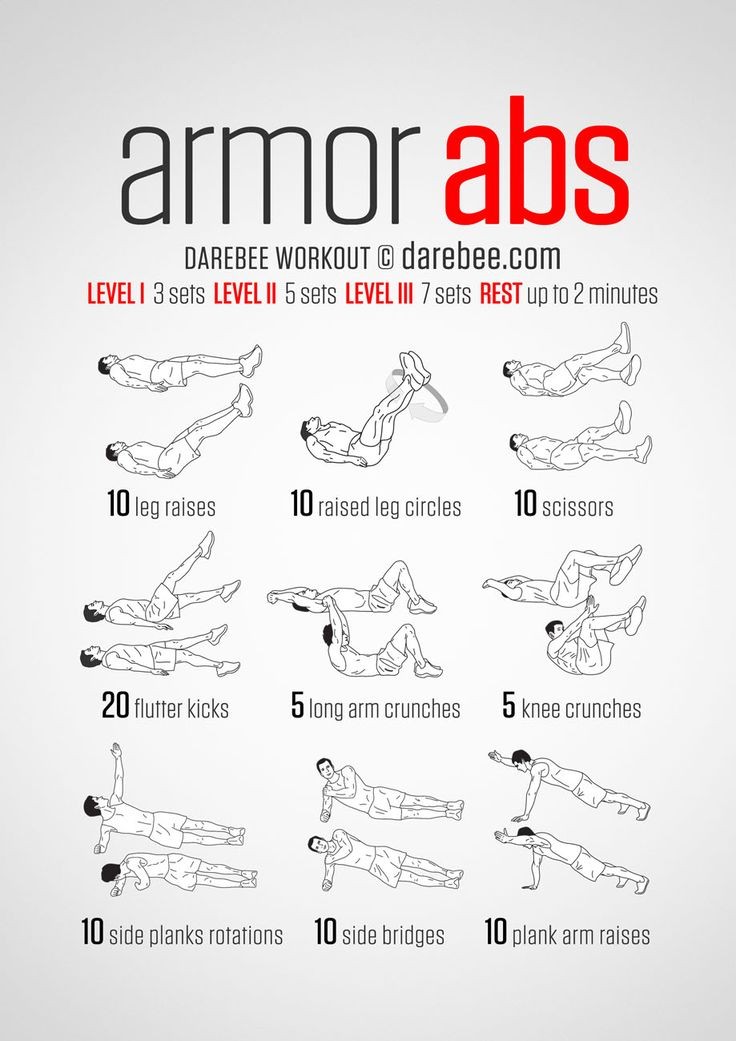 armor abs
DAREBEE WORKOUT © darebee.com
LEVEL I 3 sets LEVEL II 5 sets LEVEL III 7 sets REST up to 2 minutes
10 leg raises
10 raised leg circles
10 scissors
20 flutter kicks
5 long arm crunches
5 knee crunches
10 side planks rotations
10 side bridges
10 plank arm raises